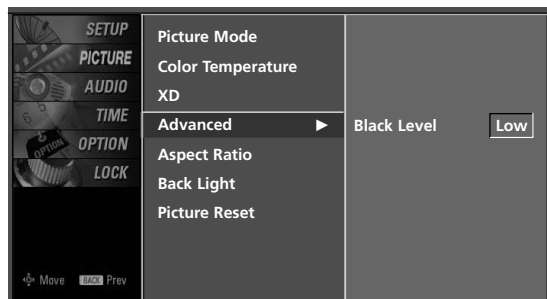 SETUP
PICTURE
AUDIO
TIME
OPTION
LOCK
Move BACK Prev
Picture Mode
Color Temperature
XD
Advanced ▶
Aspect Ratio
Back Light
Picture Reset
Black Level Low